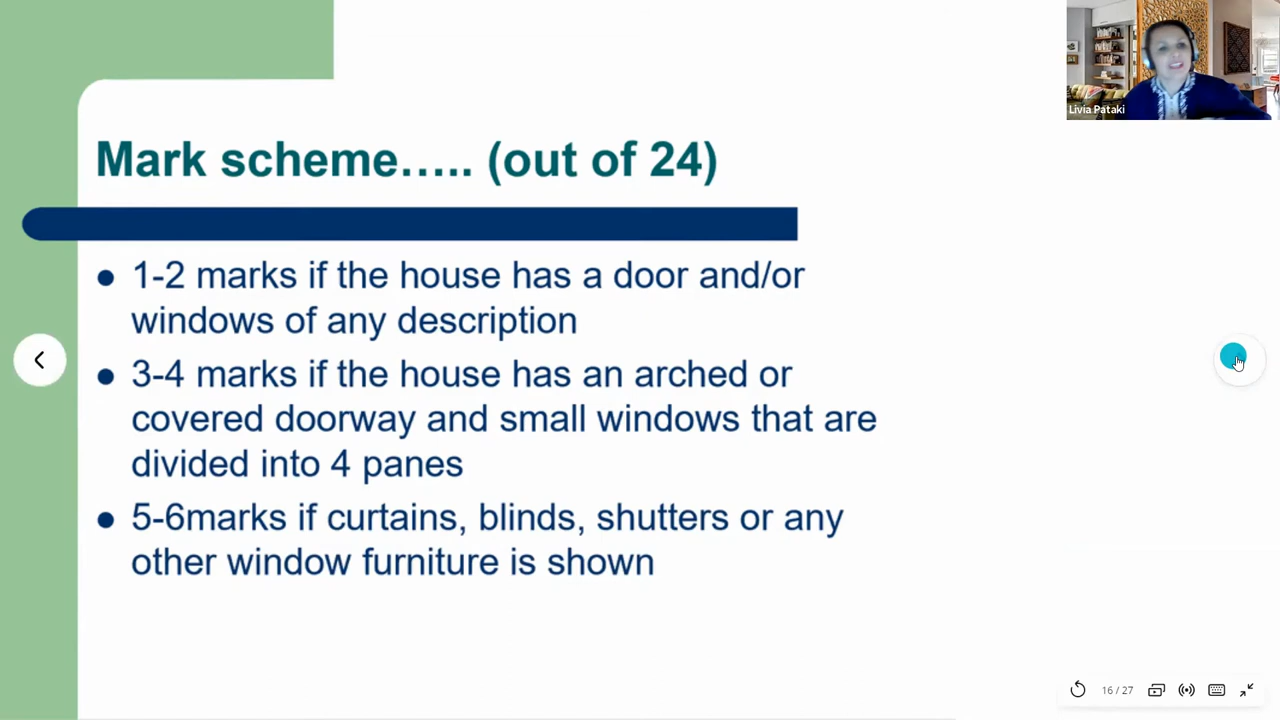 Livia Pataki
Mark scheme….. (out of 24)
1-2 marks if the house has a door and/or
windows of any description
3-4 marks if the house has an arched or
covered doorway and small windows that are
divided into 4 panes
5-6marks if curtains, blinds, shutters or any
other window furniture is shown
16 / 27